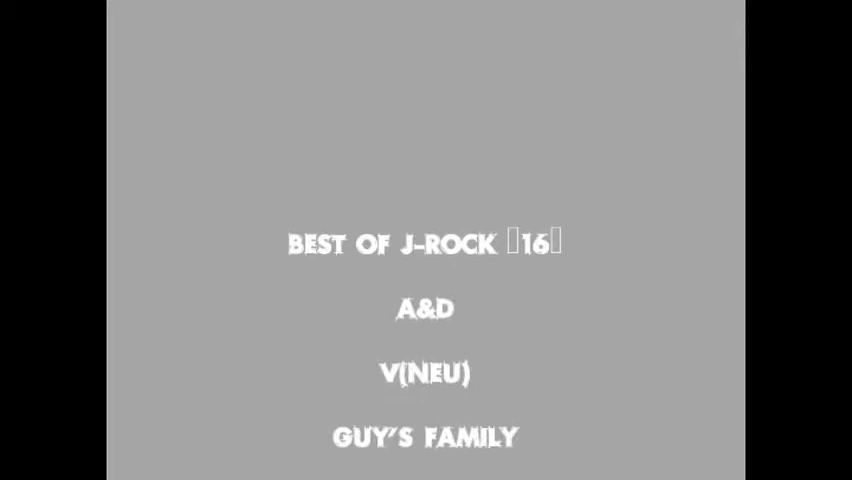 BEST OF J-ROCK ▯16▯
A&D
V(NEU)
GUY'S FAMILY